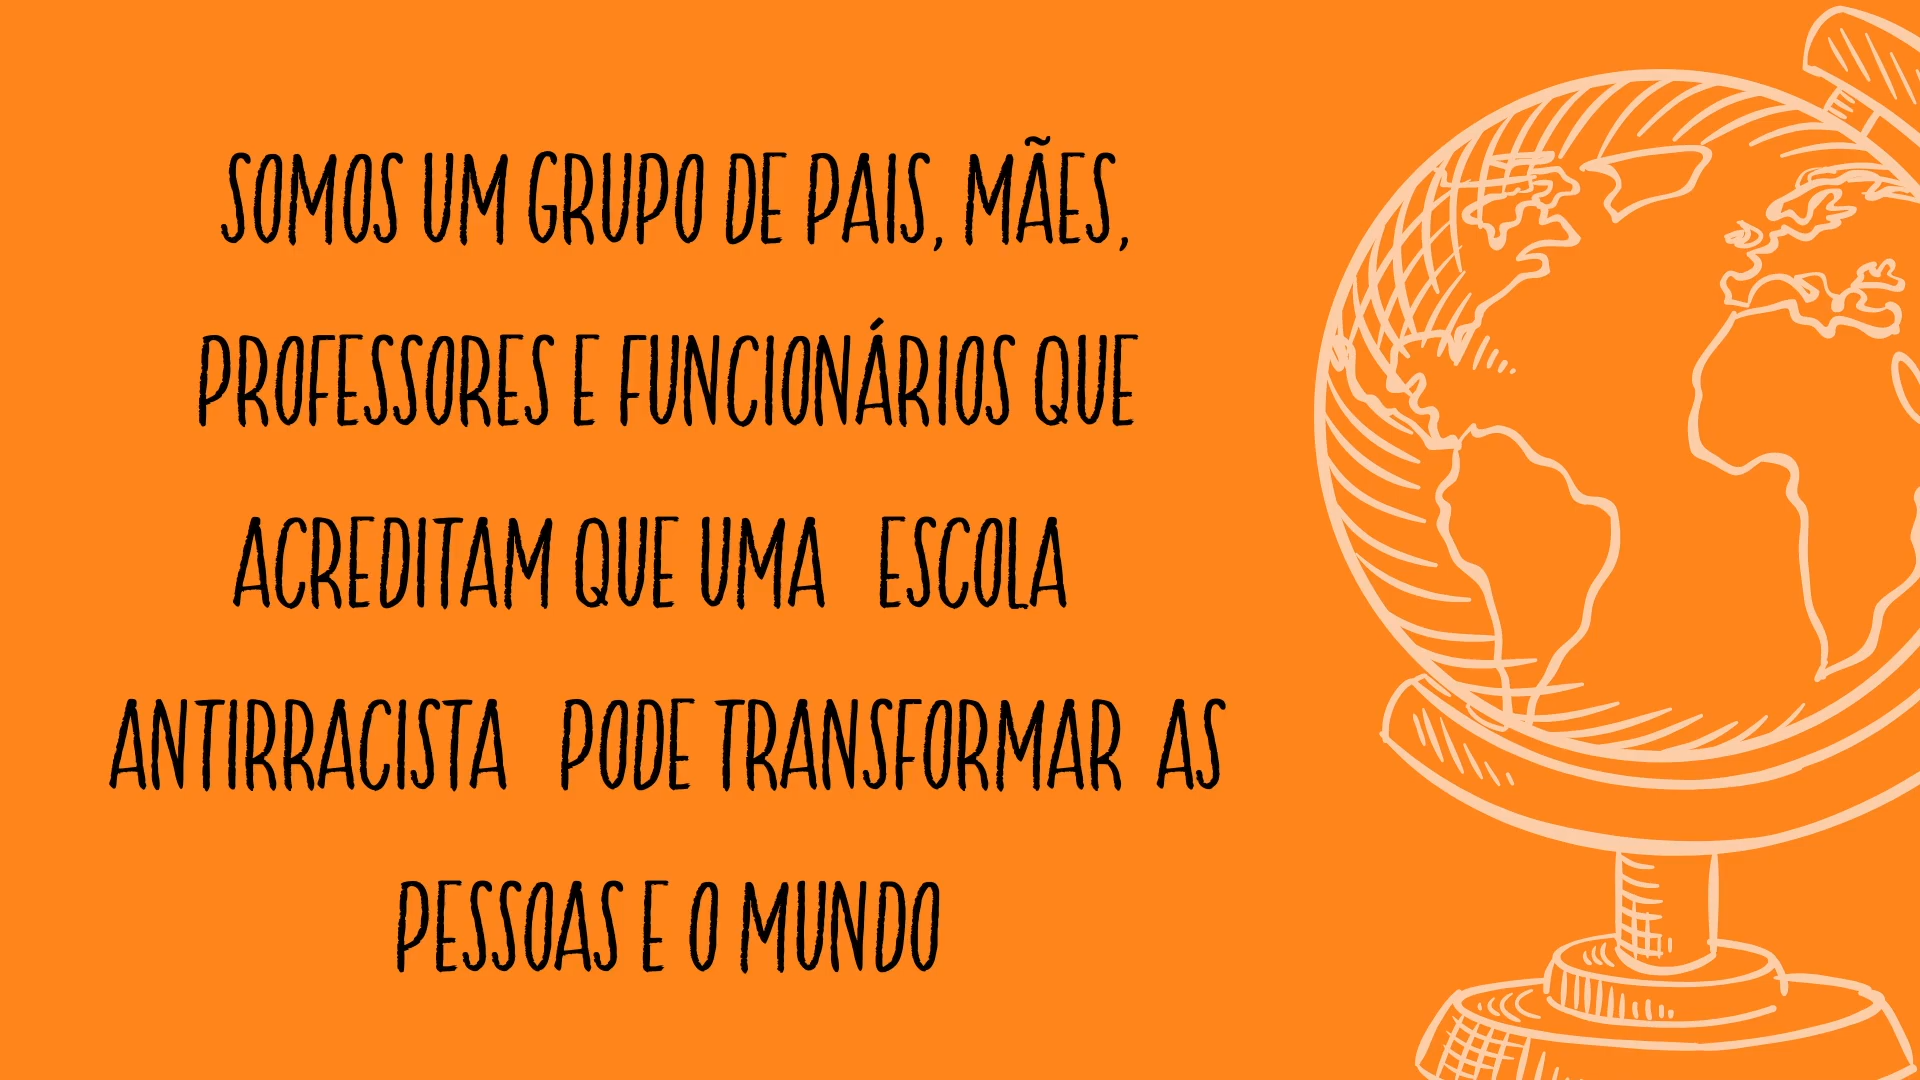 SOMOS UM GRUPO DE PAIS, MÃES,
PROFESSORES E FUNCIONÁRIOS QUE
ACREDITAM QUE UMA ESCOLA
ANTIRRACISTA PODE TRANSFORMAR AS
PESSOAS E O MUNDO